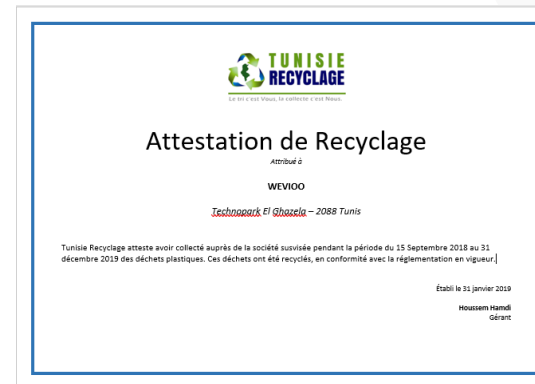 TUNISIE
RECYCLAGE
Le tri c'est Vous, la collecte c'est Nous.
Attestation de Recyclage
Attribué à
WEVIOO
Technopark El Ghazela – 2088 Tunis
Tunisie Recyclage atteste avoir collecté auprès de la société susvisée pendant la période du 15 Septembre 2018 au 31
décembre 2019 des déchets plastiques. Ces déchets ont été recyclés, en conformité avec la réglementation en vigueur.
Établi le 31 janvier 2019
Houssem Hamdi
Gérant